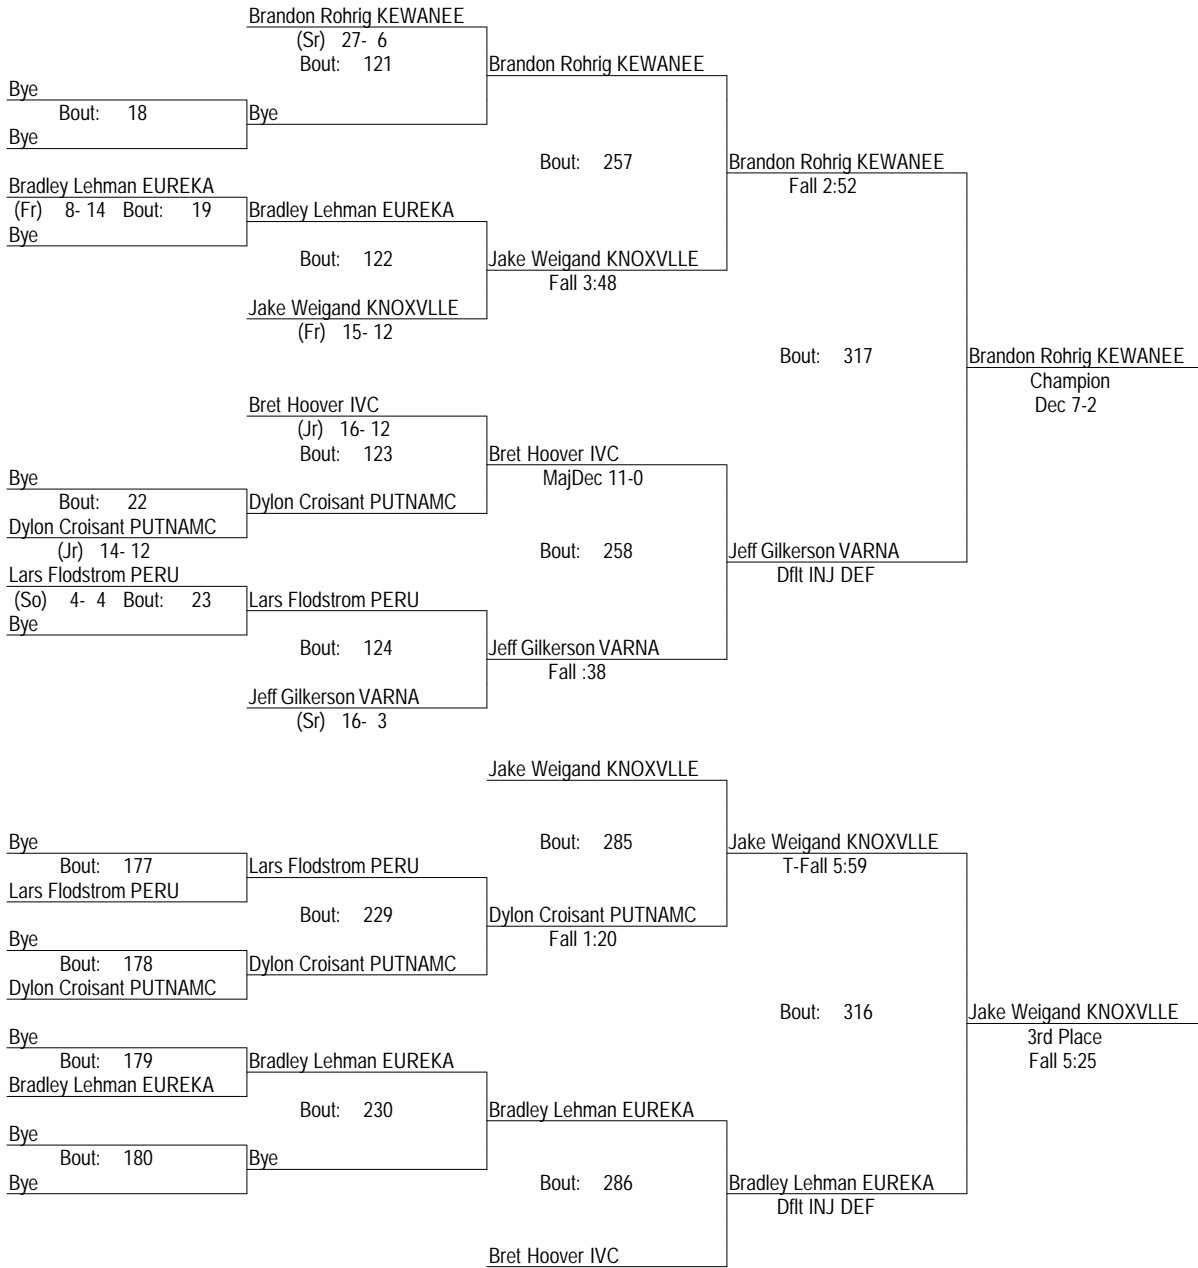 Brandon Rohrig KEWANEE
(Sr) 27- 6
Bout: 121
Brandon Rohrig KEWANEE
Bye
Bout: 18
Bye
Bye
Bout: 257
Brandon Rohrig KEWANEE
Fall 2:52
Bradley Lehman EUREKA
(Fr) 8- 14 Bout: 19
Bradley Lehman EUREKA
Bye
Bout: 122
Jake Weigand KNOXVLLE
Fall 3:48
Jake Weigand KNOXVLLE
(Fr) 15- 12
Bout: 317
Brandon Rohrig KEWANEE
Champion
Dec 7-2
Bret Hoover IVC
(Jr) 16- 12
Bout: 123
Bret Hoover IVC
MajDec 11-0
Bye
Bout: 22
Dylon Croisant PUTNAMC
Dylon Croisant PUTNAMC
(Jr) 14- 12
Bout: 258
Jeff Gilkerson VARNA
Dflt INJ DEF
Lars Flodstrom PERU
(So) 4- 4 Bout: 23
Lars Flodstrom PERU
Bye
Bout: 124
Jeff Gilkerson VARNA
Fall :38
Jeff Gilkerson VARNA
(Sr) 16- 3
Jake Weigand KNOXVLLE
Bye
Bout: 285
Jake Weigand KNOXVLLE
Bout: 177
Lars Flodstrom PERU
T-Fall 5:59
Lars Flodstrom PERU
Bout: 229
Dylon Croisant PUTNAMC
Fall 1:20
Bye
Bout: 178
Dylon Croisant PUTNAMC
Dylon Croisant PUTNAMC
Bout: 316
Jake Weigand KNOXVLLE
3rd Place
Fall 5:25
Bye
Bout: 179
Bradley Lehman EUREKA
Bradley Lehman EUREKA
Bout: 230
Bradley Lehman EUREKA
Bye
Bout: 180
Bye
Bye
Bout: 286
Bradley Lehman EUREKA
Dflt INJ DEF
Bret Hoover IVC